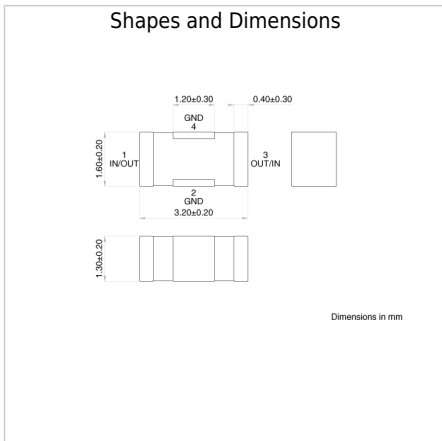 Shapes and Dimensions
1.20±0.30
0.40±0.30
GND
4
1.60±0.20
1
IN/OUT
3
OUT/IN
2
GND
3.20±0.20
1.30±0.20
Dimensions in mm